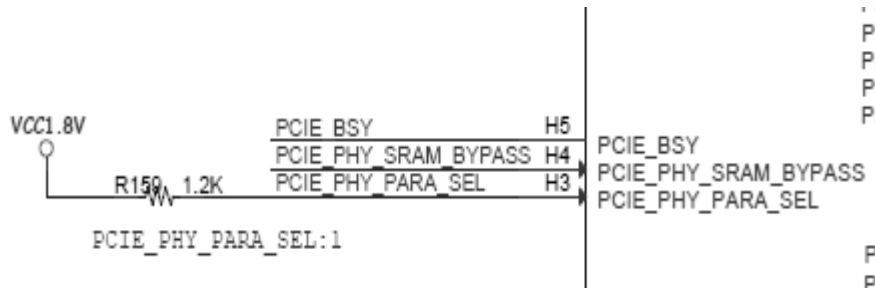 VCC1.8V
PCIE_BSY H5
PCIE_BSY
PCIE_PHY_SRAM_BYPASS H4
PCIE_PHY_SRAM_BYPASS
R159 1.2K
PCIE_PHY_PARA_SEL H3
PCIE_PHY_PARA_SEL
PCIE_PHY_PARA_SEL:1
P
P
P
P
P
P